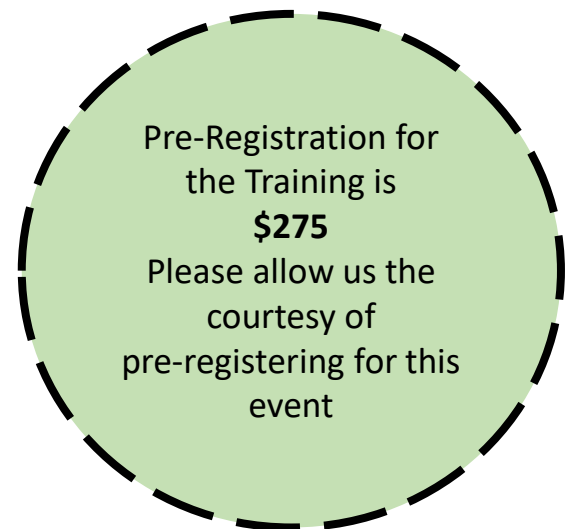 Pre-Registration for
the Training is
$275
Please allow us the
courtesy of
pre-registering for this
event